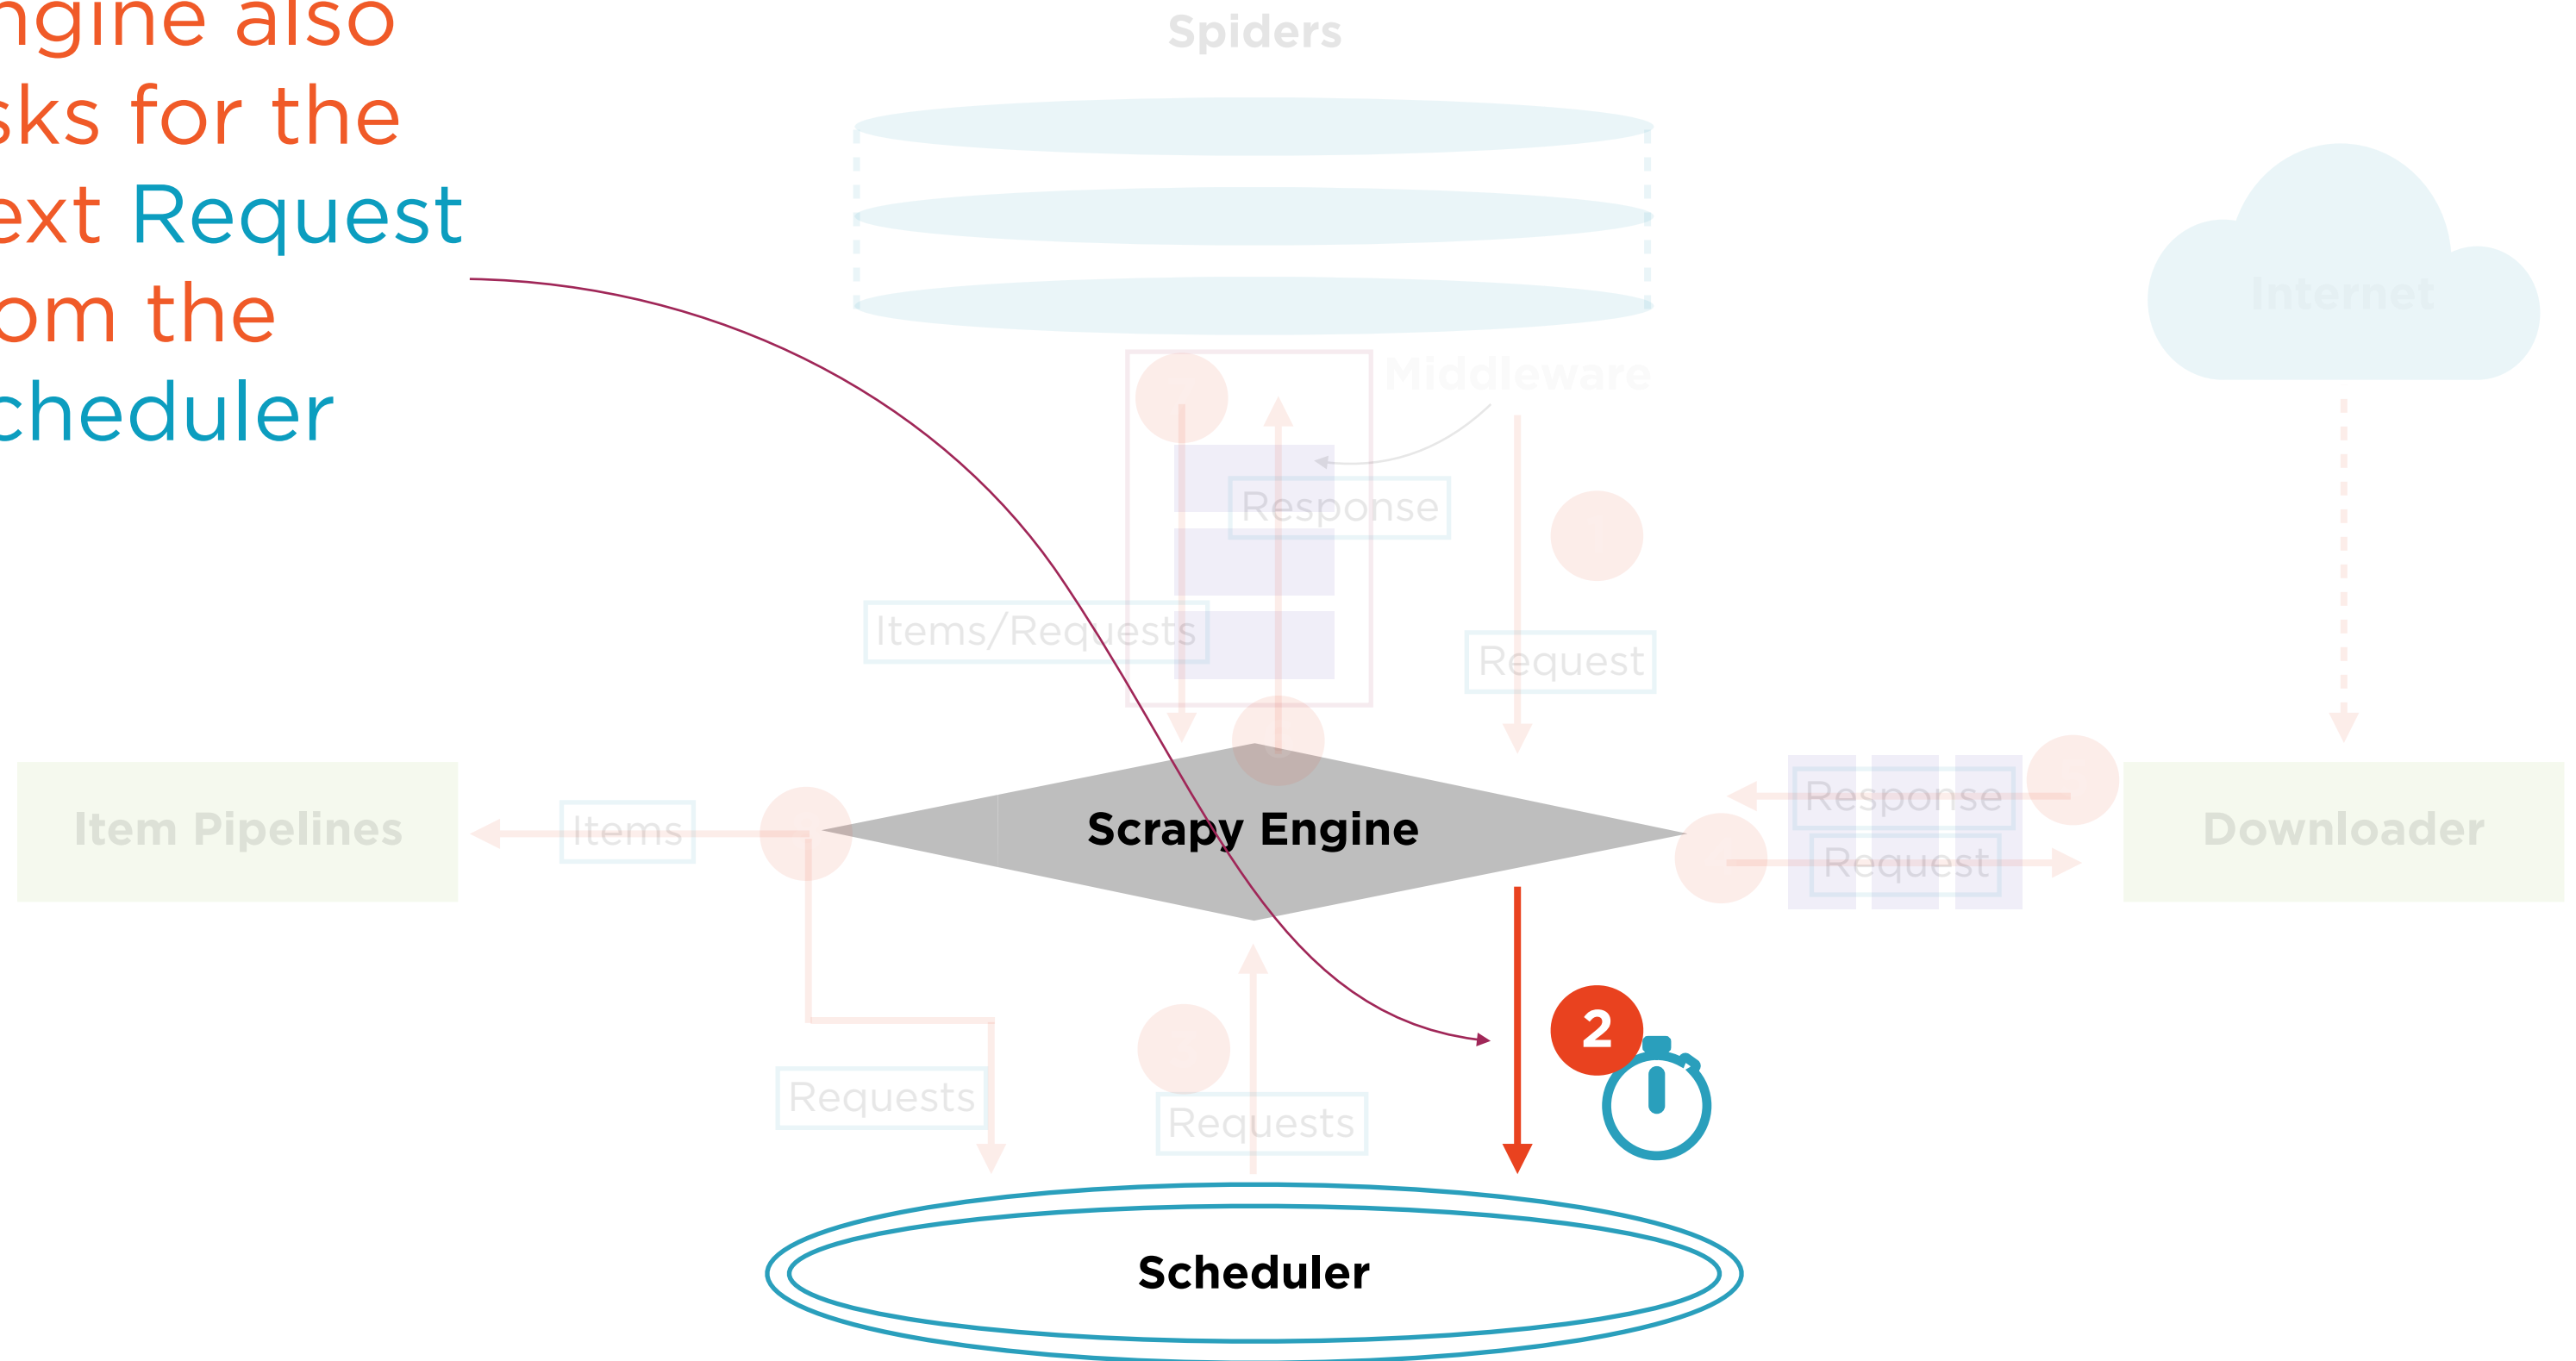 ngine also
sks for the
ext Request
om the
cheduler
Spiders
Internet
Middleware
Response
Items/Requests
Request
Item Pipelines
Items
Scrapy Engine
Response
Request
Downloader
2
Requests
Requests
Scheduler